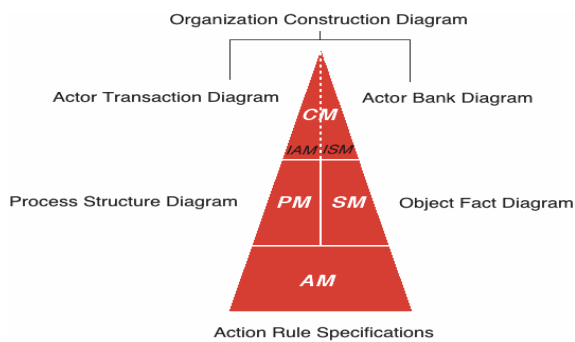 Organization Construction Diagram
Actor Transaction Diagram
Actor Bank Diagram
CM
IAM ISM
Process Structure Diagram
PM
SM
Object Fact Diagram
AM
Action Rule Specifications